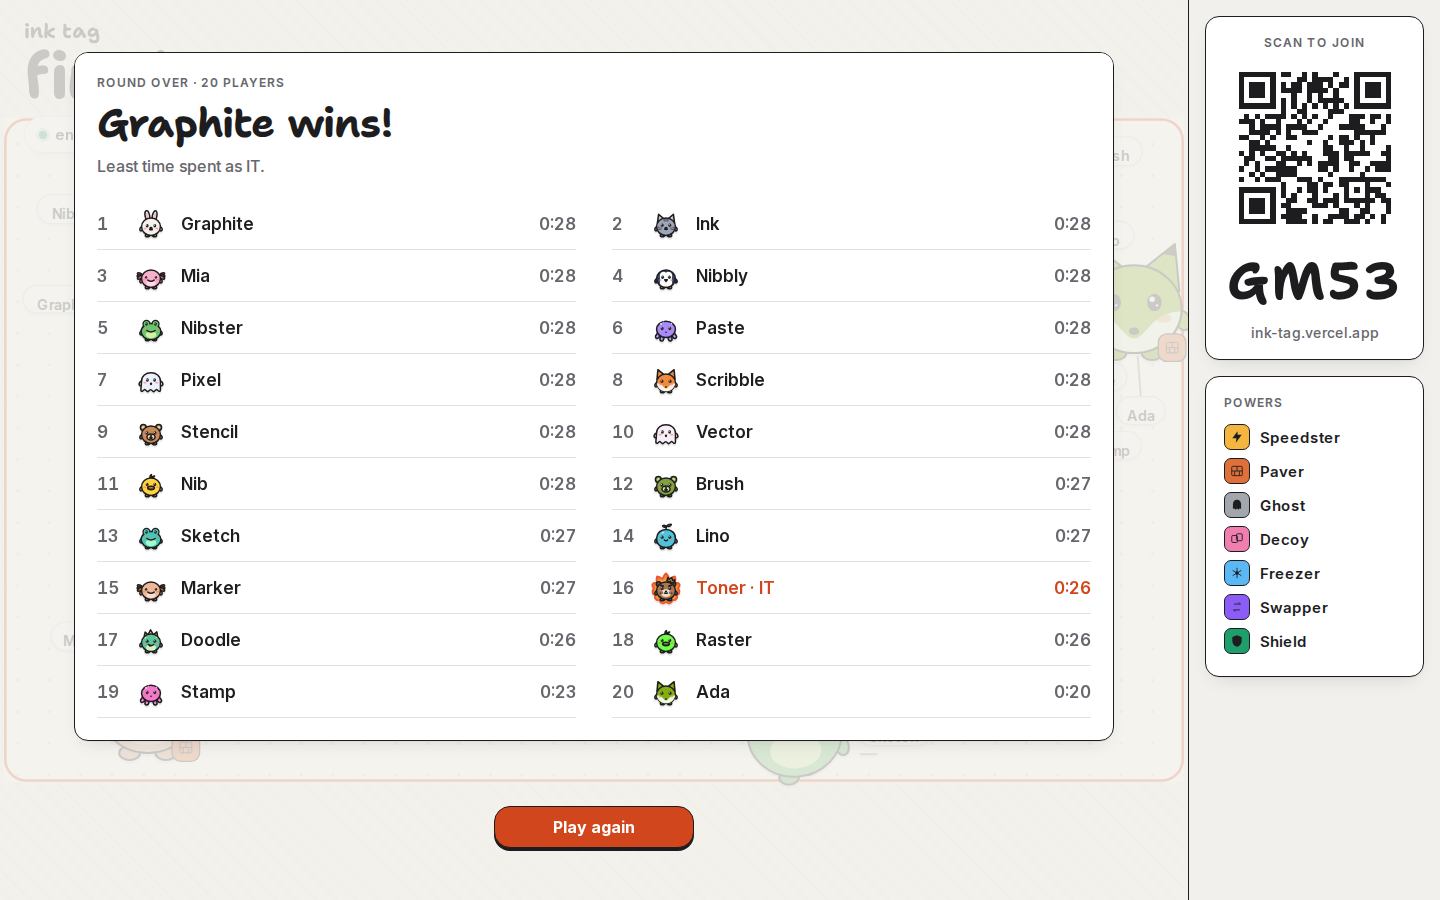 ink tag
ROUND OVER · 20 PLAYERS
Graphite wins!
Least time spent as IT.
1 Graphite 0:28
2 Ink 0:28
3 Mia 0:28
4 Nibbly 0:28
5 Nibster 0:28
6 Paste 0:28
7 Pixel 0:28
8 Scribble 0:28
9 Stencil 0:28
10 Vector 0:28
11 Nib 0:28
12 Brush 0:27
13 Sketch 0:27
14 Lino 0:27
15 Marker 0:27
16 Toner · IT 0:26
17 Doodle 0:26
18 Raster 0:26
19 Stamp 0:23
20 Ada 0:20
Ada
Play again
SCAN TO JOIN
GM53
ink-tag.vercel.app
POWERS
Speedster
Paver
Ghost
Decoy
Freezer
Swapper
Shield